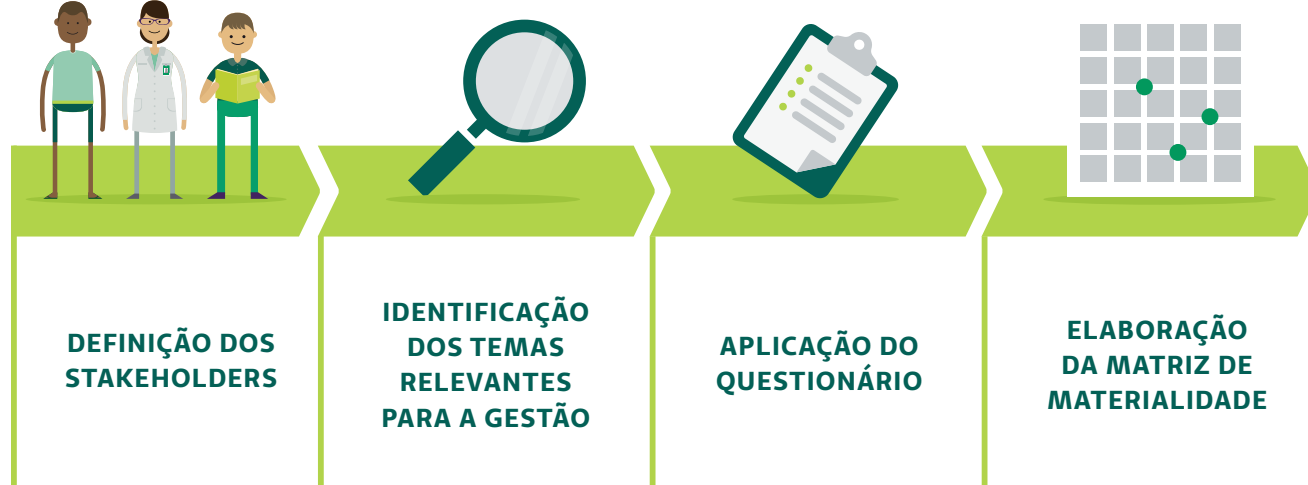 DEFINIÇÃO DOS
STAKEHOLDERS
IDENTIFICAÇÃO
DOS TEMAS
RELEVANTES
PARA A GESTÃO
APLICAÇÃO DO
QUESTIONÁRIO
ELABORAÇÃO
DA MATRIZ DE
MATERIALIDADE